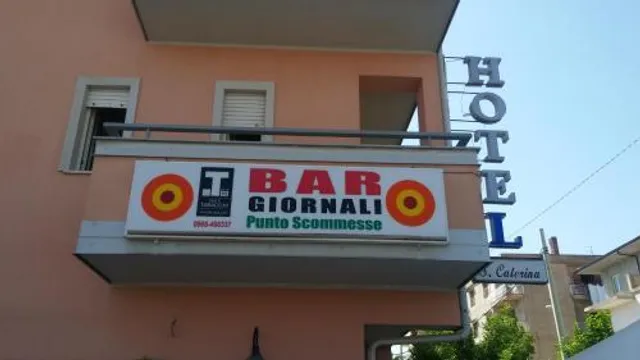 T
BAR
GIORNALI
Punto Scommesse
HOTEL
S. Caterina